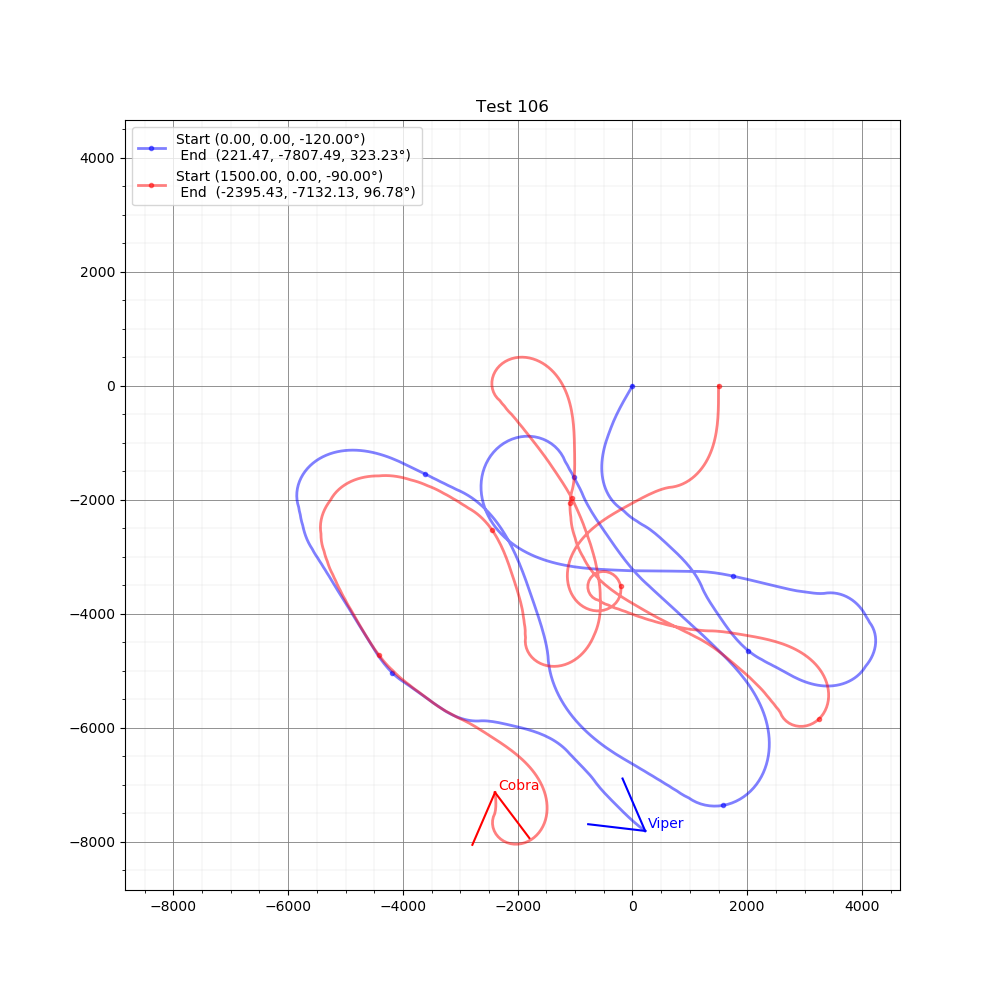 Test 106
Start (0.00, 0.00, -120.00°)
End (221.47, -7807.49, 323.23°)
Start (1500.00, 0.00, -90.00°)
End (-2395.43, -7132.13, 96.78°)
4000
2000
0
−2000
−4000
−6000
−8000
Cobra
Viper
−8000 −6000 −4000 −2000 0 2000 4000